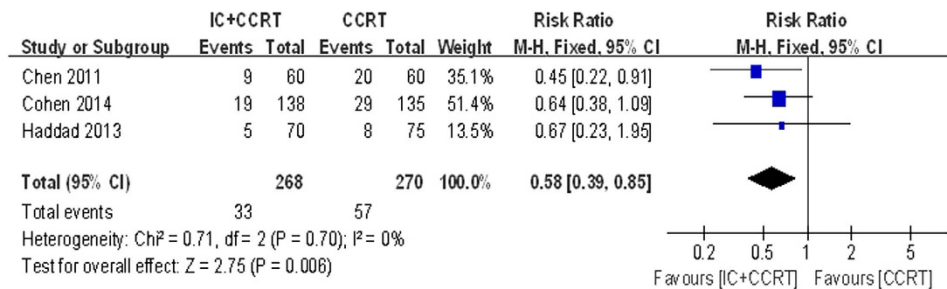 IC+CCRT CCRT Risk Ratio Risk Ratio
Study or Subgroup Events Total Events Total Weight M-H, Fixed, 95% CI M-H, Fixed, 95% CI
Chen 2011 9 60 20 60 35.1% 0.45 [0.22, 0.91]
Cohen 2014 19 138 29 135 51.4% 0.64 [0.38, 1.09]
Haddad 2013 5 70 8 75 13.5% 0.67 [0.23, 1.95]
Total (95% CI) 268 270 100.0% 0.58 [0.39, 0.85]
Total events 33 57
Heterogeneity: Chi² = 0.71, df = 2 (P = 0.70); I² = 0%
Test for overall effect: Z = 2.75 (P = 0.006)
0.2 0.5 1 2 5
Favours [IC+CCRT] Favours [CCRT]